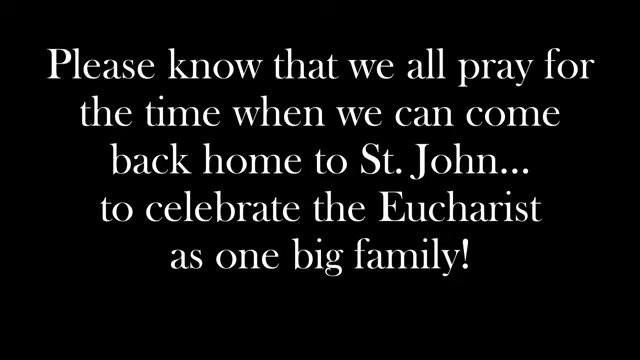 Please know that we all pray for
the time when we can come
back home to St. John...
to celebrate the Eucharist
as one big family!